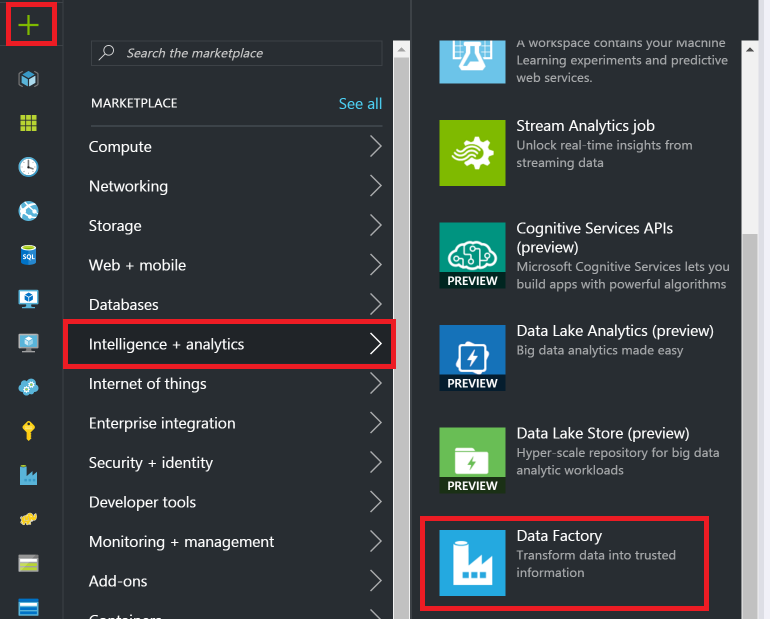 Search the marketplace
MARKETPLACE
See all
Compute
Networking
Storage
Web + mobile
Databases
Intelligence + analytics
Internet of things
Enterprise integration
Security + identity
Developer tools
Monitoring + management
Add-ons
Containers
SQL
A workspace contains your Machine
Learning experiments and predictive
web services.
Stream Analytics job
Unlock real-time insights from
streaming data
Cognitive Services APIs
(preview)
Microsoft Cognitive Services lets you
build apps with powerful algorithms
PREVIEW
Data Lake Analytics (preview)
Big data analytics made easy
PREVIEW
Data Lake Store (preview)
Hyper-scale repository for big data
analytic workloads
PREVIEW
Data Factory
Transform data into trusted
information